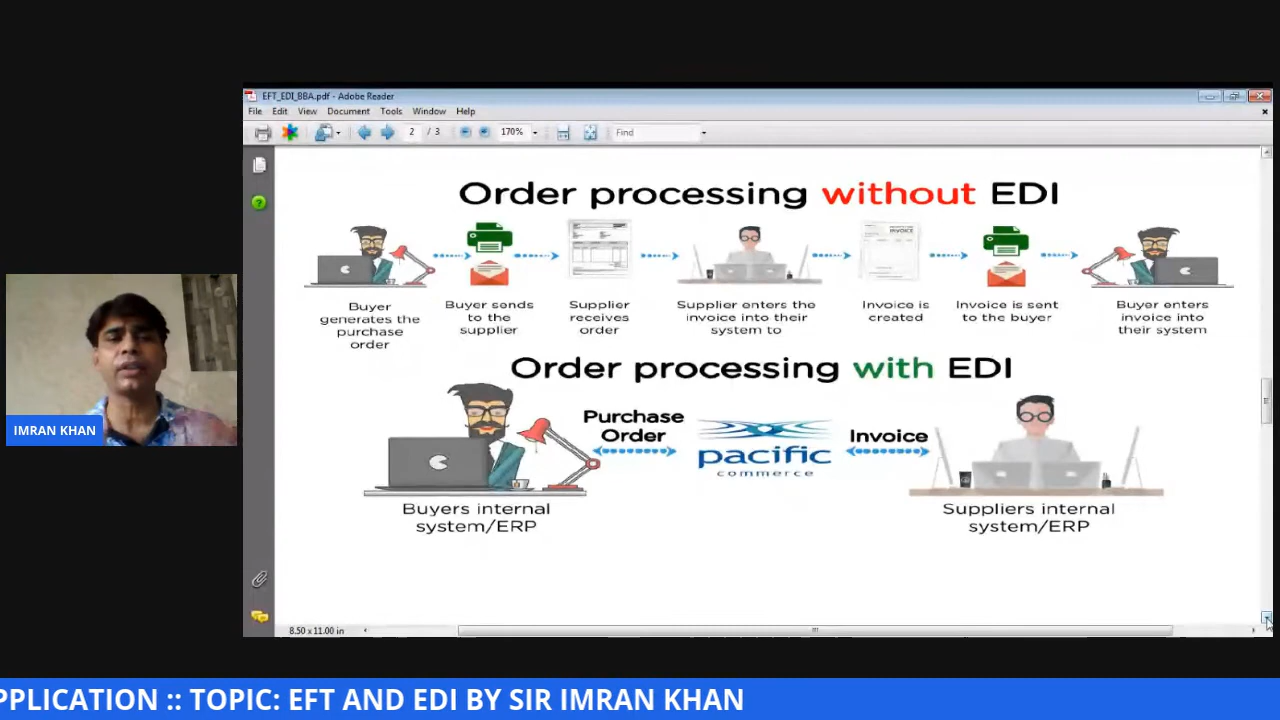 EFT_EDI_BBA.pdf - Adobe Reader
File Edit View Document Tools Window Help
2 / 3 170% Find
Order processing without EDI
INVOICE
Buyer
generates the
purchase
order
Buyer sends
to the
supplier
Supplier
receives
order
Supplier enters the
invoice into their
system to
Invoice is
created
Invoice is sent
to the buyer
Buyer enters
invoice into
their system
Order processing with EDI
Purchase
Order
pacific
commerce
Invoice
Buyers internal
system/ERP
Suppliers internal
system/ERP
8.50 x 11.00 in
IMRAN KHAN
PPLICATION :: TOPIC: EFT AND EDI BY SIR IMRAN KHAN